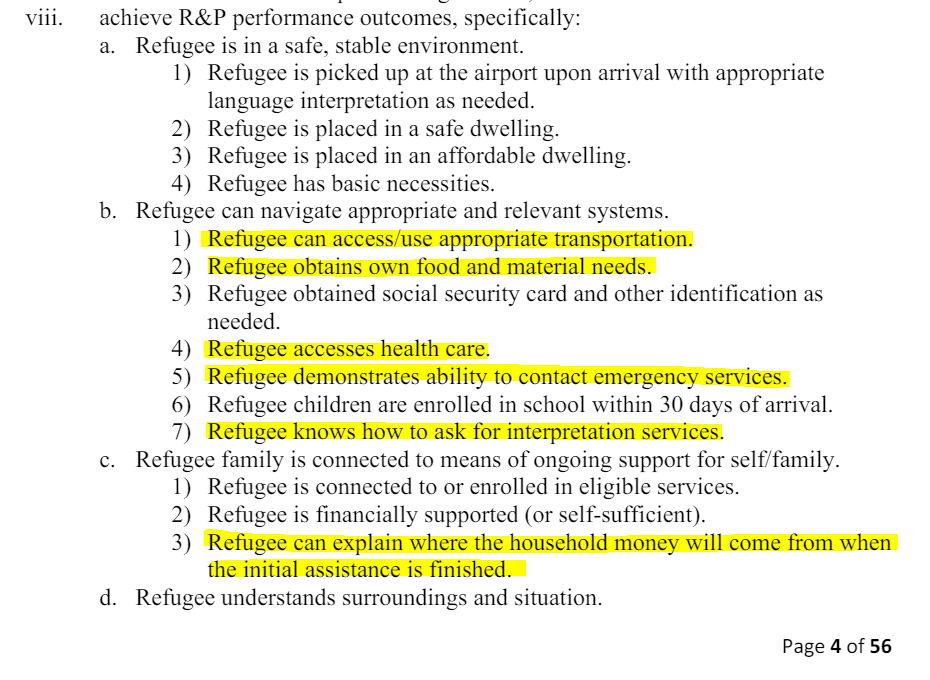 viii. achieve R&P performance outcomes, specifically:
a. Refugee is in a safe, stable environment.
1) Refugee is picked up at the airport upon arrival with appropriate
language interpretation as needed.
2) Refugee is placed in a safe dwelling.
3) Refugee is placed in an affordable dwelling.
4) Refugee has basic necessities.
b. Refugee can navigate appropriate and relevant systems.
1) Refugee can access/use appropriate transportation.
2) Refugee obtains own food and material needs.
3) Refugee obtained social security card and other identification as
needed.
4) Refugee accesses health care.
5) Refugee demonstrates ability to contact emergency services.
6) Refugee children are enrolled in school within 30 days of arrival.
7) Refugee knows how to ask for interpretation services.
c. Refugee family is connected to means of ongoing support for self/family.
1) Refugee is connected to or enrolled in eligible services.
2) Refugee is financially supported (or self-sufficient).
3) Refugee can explain where the household money will come from when
the initial assistance is finished.
d. Refugee understands surroundings and situation.
Page 4 of 56